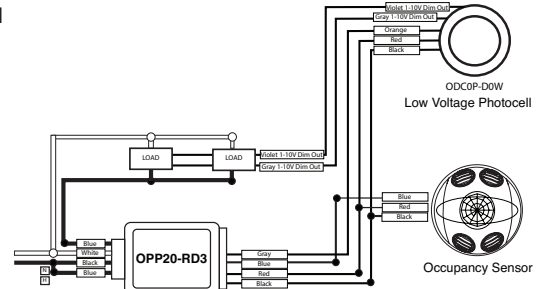 Violet 1-10V Dim Out
Gray 1-10V Dim Out
Orange
Red
Black
ODC0P-D0W
Low Voltage Photocell
LOAD
LOAD
Violet 1-10V Dim Out
Gray 1-10V Dim Out
Blue
Red
Black
Occupancy Sensor
Blue
White
Black
Blue
N
H
OPP20-RD3
Gray
Blue
Red
Black